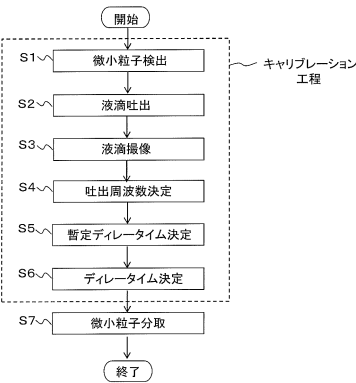 開始
S1 微小粒子検出
キャリブレーション
工程
S2 液滴吐出
S3 液滴撮像
S4 吐出周波数決定
S5 暫定ディレータイム決定
S6 ディレータイム決定
S7 微小粒子分取
終了